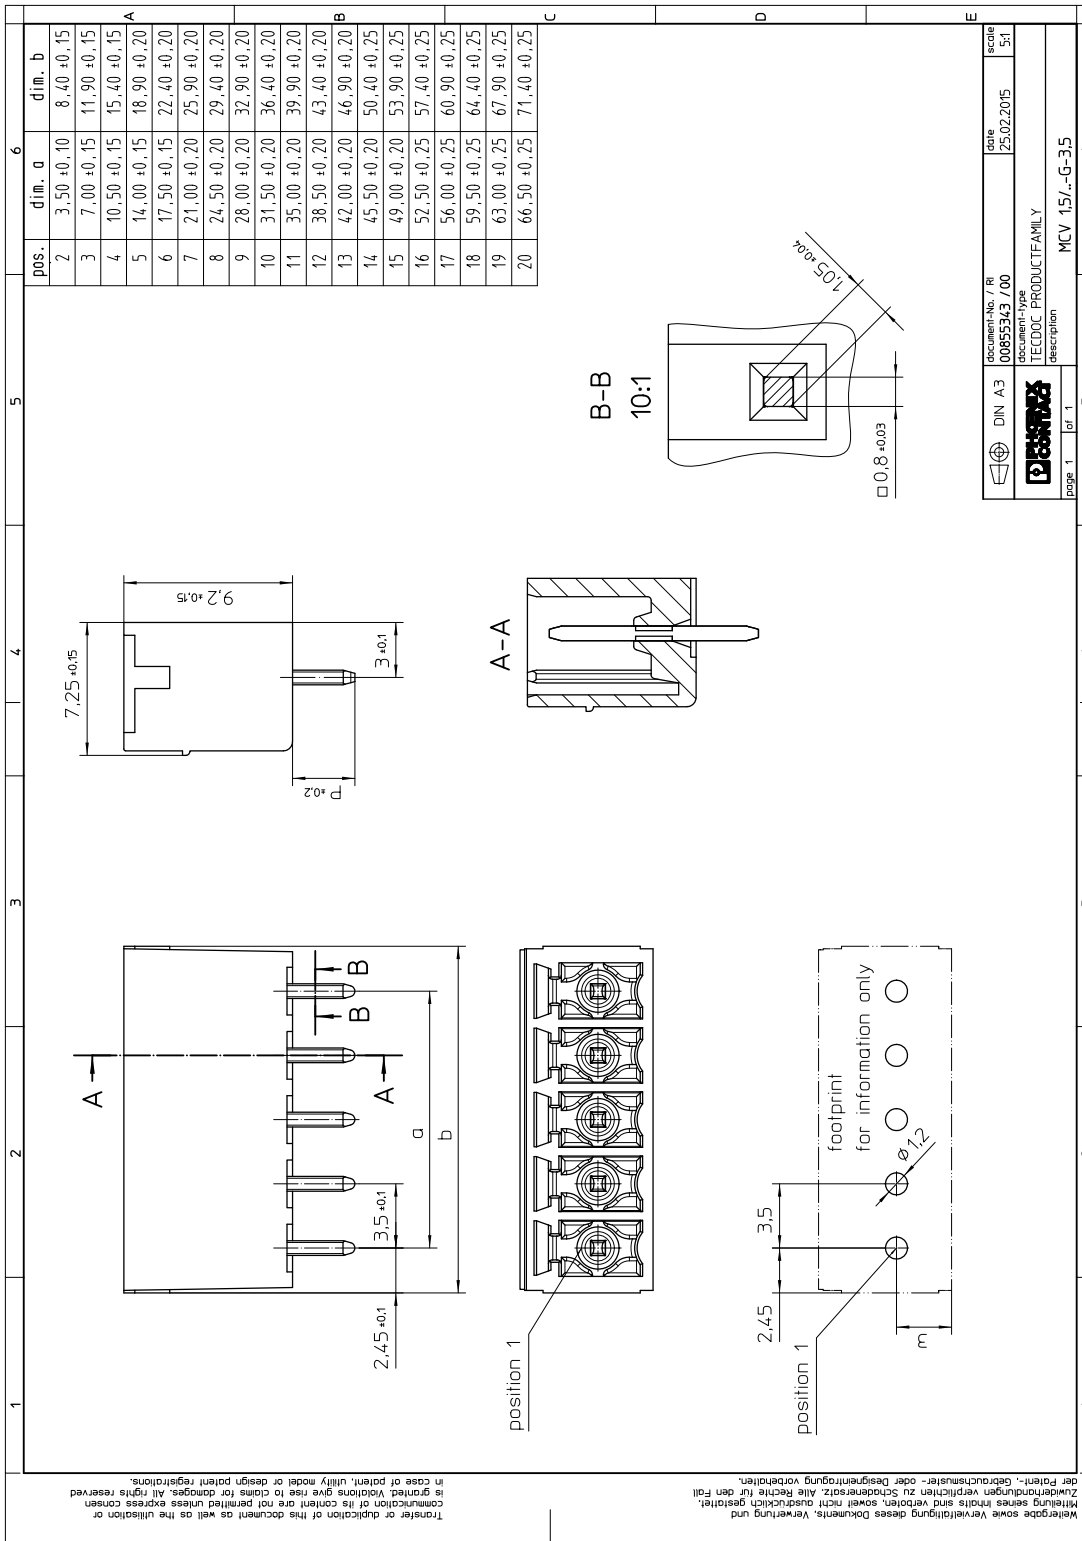 1
2
3
4
5
6
A
B
C
D
E
pos. dim. a dim. b
2 3,50 ±0,10 8,40 ±0,15
3 7,00 ±0,15 11,90 ±0,15
4 10,50 ±0,15 15,40 ±0,15
5 14,00 ±0,15 18,90 ±0,20
6 17,50 ±0,15 22,40 ±0,20
7 21,00 ±0,20 25,90 ±0,20
8 24,50 ±0,20 29,40 ±0,20
9 28,00 ±0,20 32,90 ±0,20
10 31,50 ±0,20 36,40 ±0,20
11 35,00 ±0,20 39,90 ±0,20
12 38,50 ±0,20 43,40 ±0,20
13 42,00 ±0,20 46,90 ±0,20
14 45,50 ±0,20 50,40 ±0,25
15 49,00 ±0,20 53,90 ±0,25
16 52,50 ±0,25 57,40 ±0,25
17 56,00 ±0,25 60,90 ±0,25
18 59,50 ±0,25 64,40 ±0,25
19 63,00 ±0,25 67,90 ±0,25
20 66,50 ±0,25 71,40 ±0,25
A
A
B
B
2,45 ±0,1
3,5 ±0,1
a
b
7,25 ±0,15
9,2 ±0,15
3 ±0,1
P ±0,2
position 1
A-A
B-B
10:1
1,05 ±0,04
□ 0,8 ±0,03
footprint
for information only
2,45
3,5
Ø 1,2
3
position 1
DIN A3
document-No. / RI
00855343 / 00
date
25.02.2015
scale
5:1
PHOENIX
CONTACT
document-type
TECDOC PRODUCTFAMILY
page 1 of 1
description
MCV 1,5/..-G-3,5
Transfer or duplication of this document as well as the utilisation or
communication of its content are not permitted unless express consen
is granted. Violations give rise to claims for damages. All rights reserved
in case of patent, utility model or design patent registrations.
Weitergabe sowie Vervielfältigung dieses Dokuments, Verwertung und
Mitteilung seines Inhalts sind verboten, soweit nicht ausdrücklich gestattet.
Zuwiderhandlungen verpflichten zu Schadenersatz. Alle Rechte für den Fall
der Patent-, Gebrauchsmuster- oder Designeintragung vorbehalten.